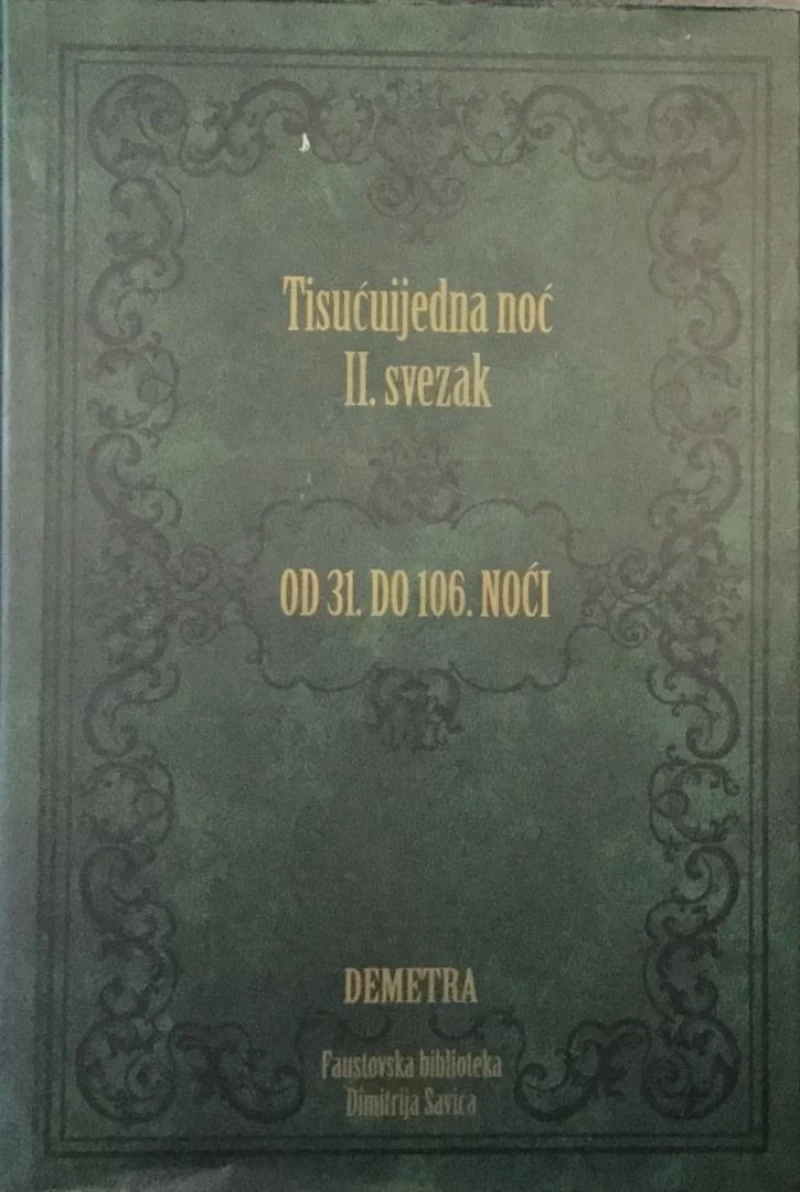 Tisućuijedna noć
II. svezak
OD 31. DO 106. NOĆI
DEMETRA
Faustovska biblioteka
Dimitrija Savića